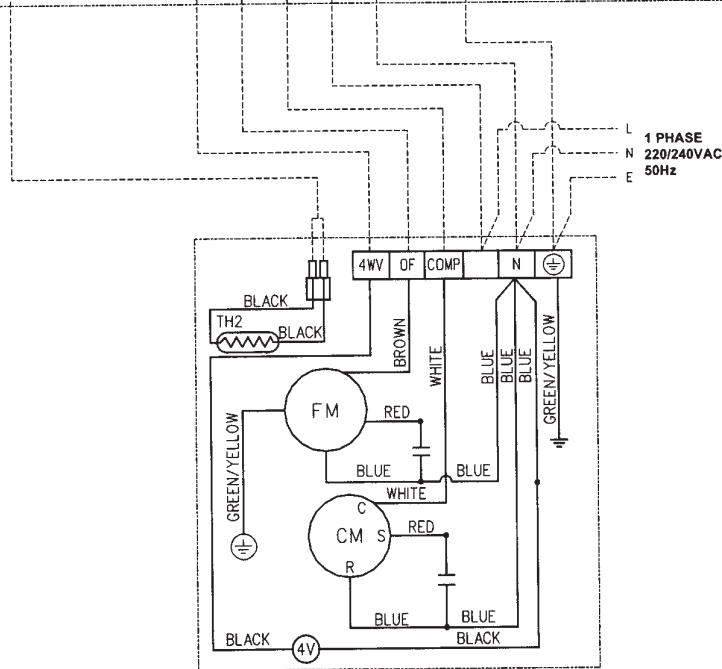 L
1 PHASE
N
220/240VAC
E
50Hz
4WV
OF
COMP
N
BLACK
TH2
BLACK
BROWN
WHITE
BLUE
BLUE
BLUE
GREEN/YELLOW
FM
RED
GREEN/YELLOW
BLUE
BLUE
WHITE
C
CM
S
RED
R
BLUE
BLUE
BLACK
4V
BLACK